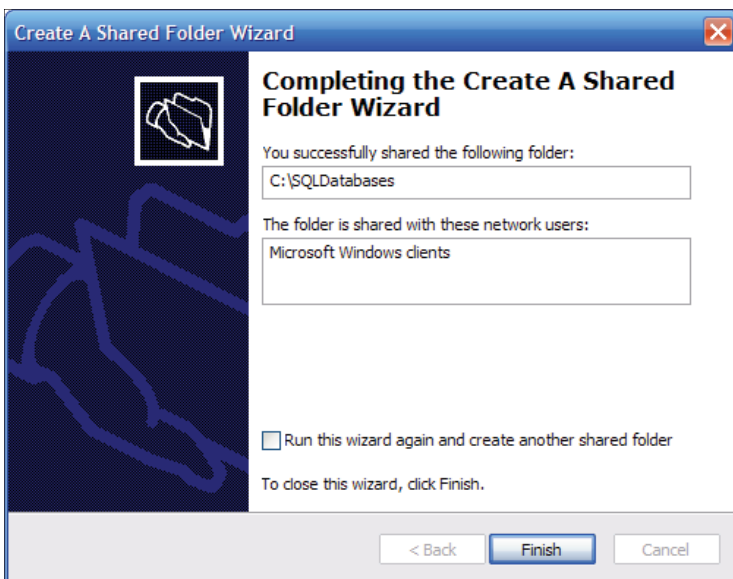 Create A Shared Folder Wizard
Completing the Create A Shared
Folder Wizard
You successfully shared the following folder:
C:\SQLDatabases
The folder is shared with these network users:
Microsoft Windows clients
Run this wizard again and create another shared folder
To close this wizard, click Finish.
< Back Finish Cancel